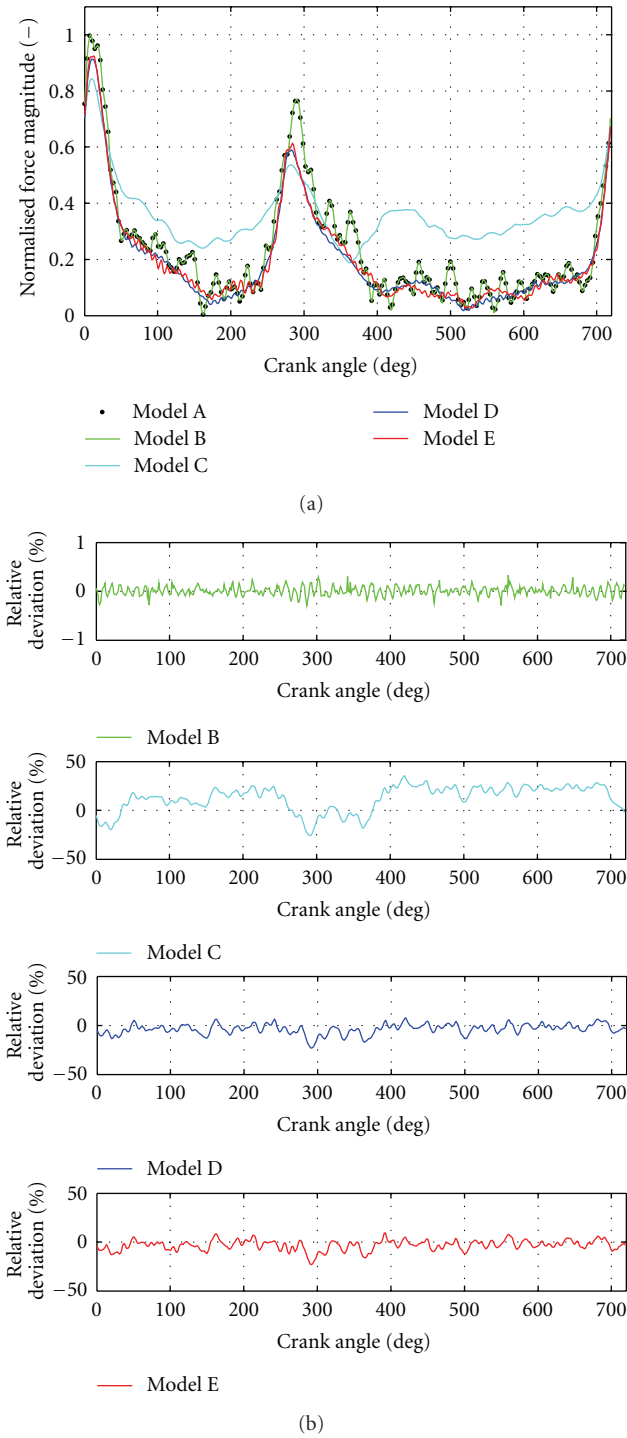 1
0.8
0.6
0.4
0.2
0
Normalised force magnitude (−)
0 100 200 300 400 500 600 700
Crank angle (deg)
Model A
Model B
Model C
Model D
Model E
(a)
1
0
−1
Relative
deviation (%)
0 100 200 300 400 500 600 700
Crank angle (deg)
Model B
50
0
−50
Relative
deviation (%)
0 100 200 300 400 500 600 700
Crank angle (deg)
Model C
50
0
−50
Relative
deviation (%)
0 100 200 300 400 500 600 700
Crank angle (deg)
Model D
50
0
−50
Relative
deviation (%)
0 100 200 300 400 500 600 700
Crank angle (deg)
Model E
(b)